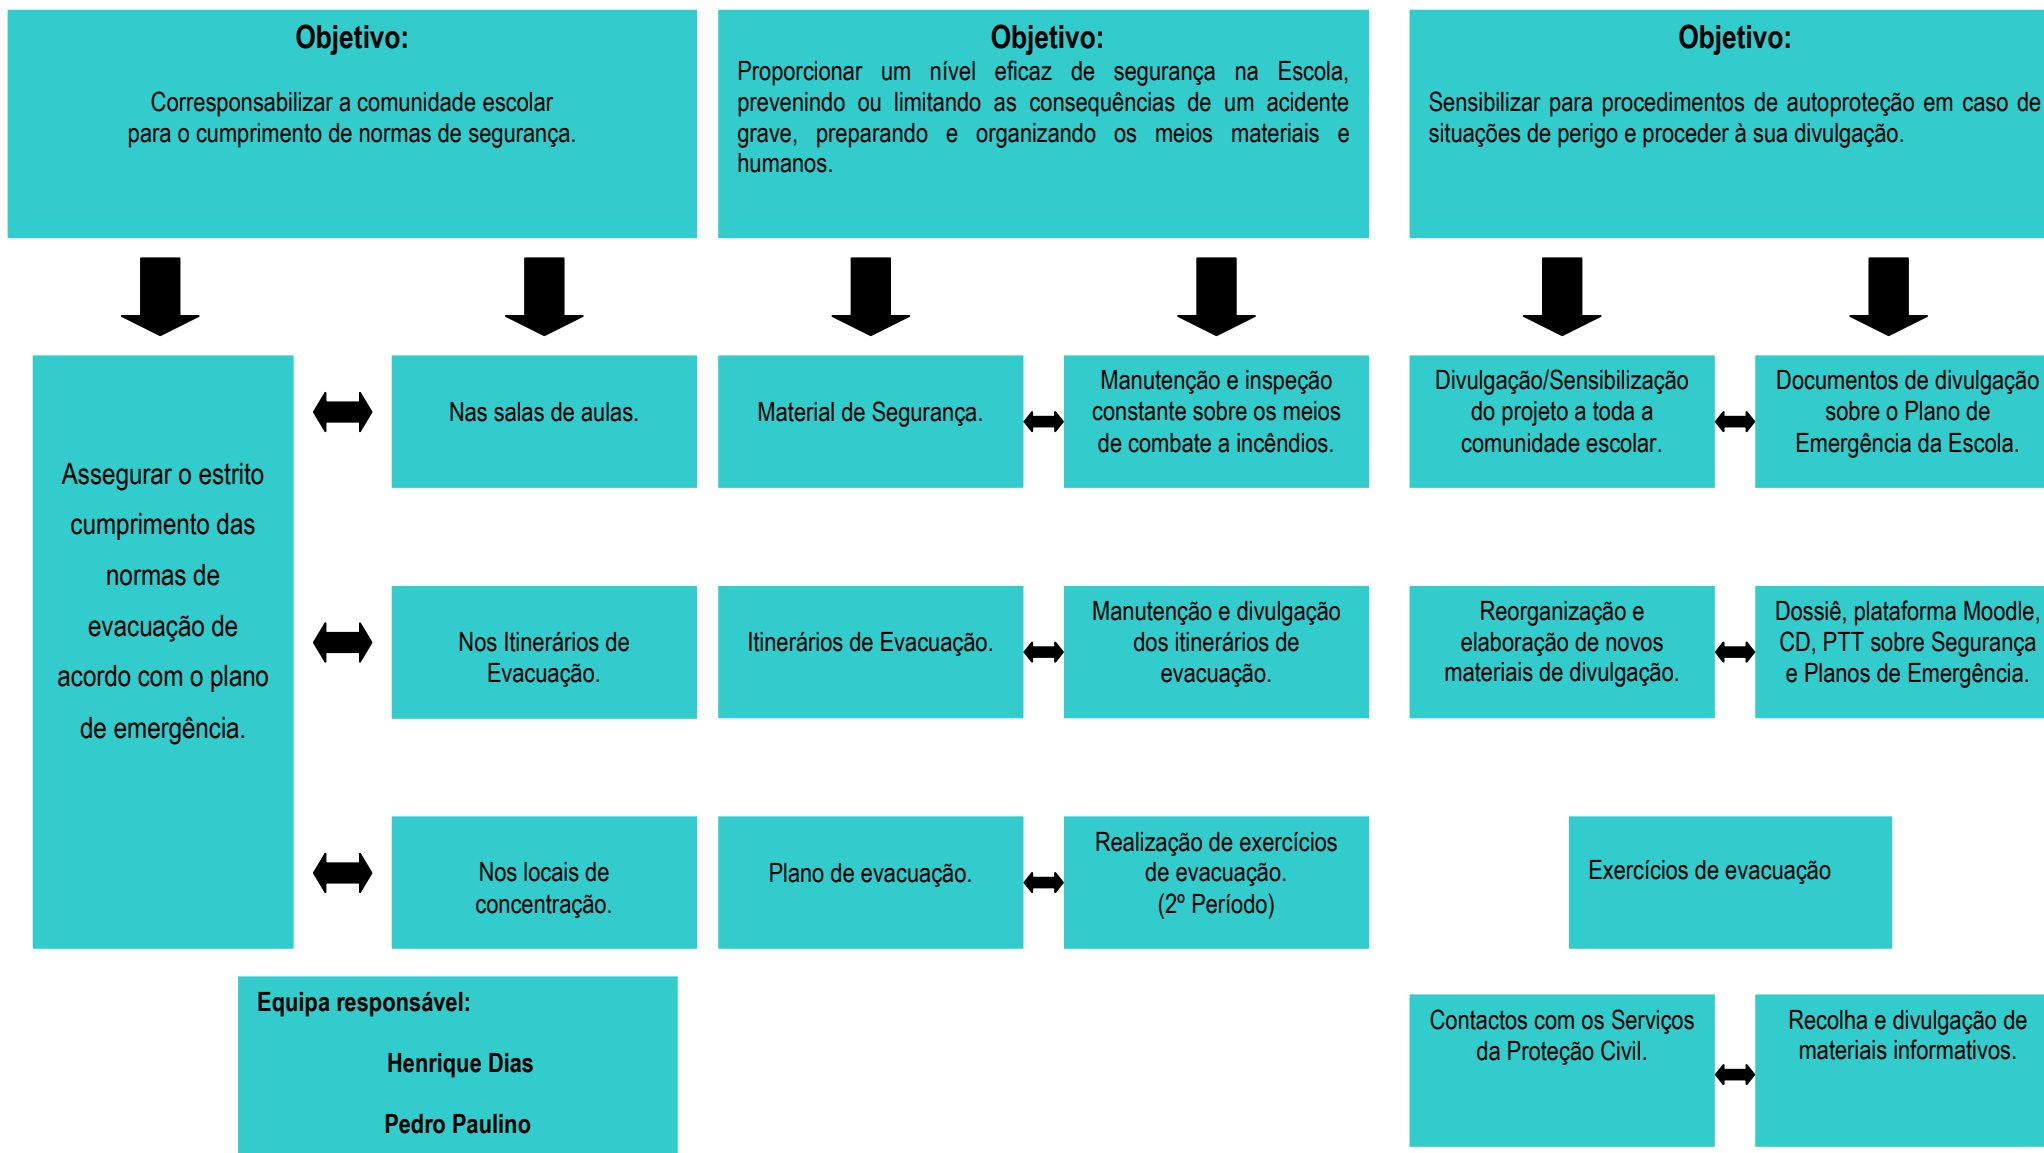 Objetivo:
Corresponsabilizar a comunidade escolar
para o cumprimento de normas de segurança.
Objetivo:
Proporcionar um nível eficaz de segurança na Escola,
prevenindo ou limitando as consequências de um acidente
grave, preparando e organizando os meios materiais e
humanos.
Objetivo:
Sensibilizar para procedimentos de autoproteção em caso de
situações de perigo e proceder à sua divulgação.
Assegurar o estrito
cumprimento das
normas de
evacuação de
acordo com o plano
de emergência.
Nas salas de aulas.
Nos Itinerários de
Evacuação.
Nos locais de
concentração.
Material de Segurança.
Manutenção e inspeção
constante sobre os meios
de combate a incêndios.
Itinerários de Evacuação.
Manutenção e divulgação
dos itinerários de
evacuação.
Plano de evacuação.
Realização de exercícios
de evacuação.
(2º Período)
Divulgação/Sensibilização
do projeto a toda a
comunidade escolar.
Documentos de divulgação
sobre o Plano de
Emergência da Escola.
Reorganização e
elaboração de novos
materiais de divulgação.
Dossiê, plataforma Moodle,
CD, PTT sobre Segurança
e Planos de Emergência.
Exercícios de evacuação
Contactos com os Serviços
da Proteção Civil.
Recolha e divulgação de
materiais informativos.
Equipa responsável:
Henrique Dias
Pedro Paulino